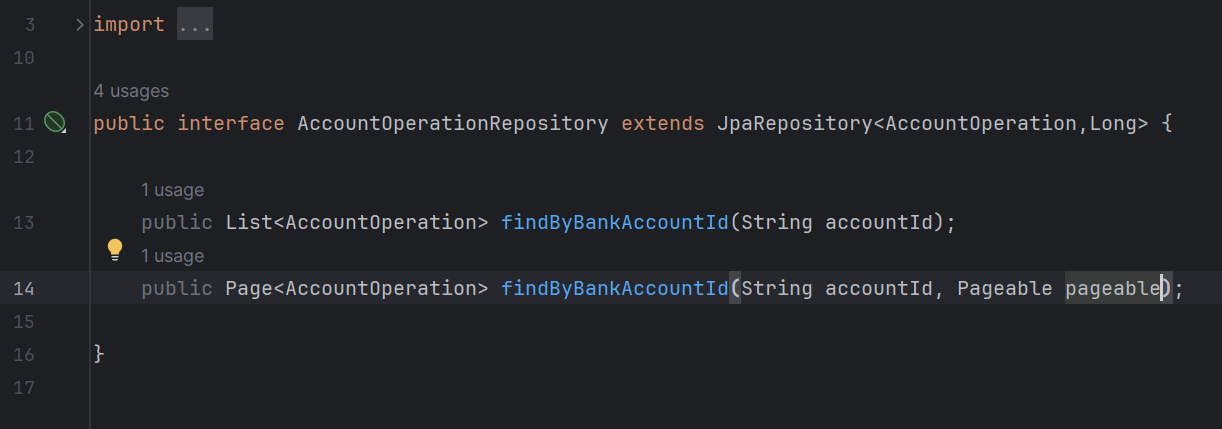 3 import ...
10
4 usages
11 public interface AccountOperationRepository extends JpaRepository<AccountOperation,Long> {
12
1 usage
13 public List<AccountOperation> findByBankAccountId(String accountId);
1 usage
14 public Page<AccountOperation> findByBankAccountId(String accountId, Pageable pageable);
15
16 }
17